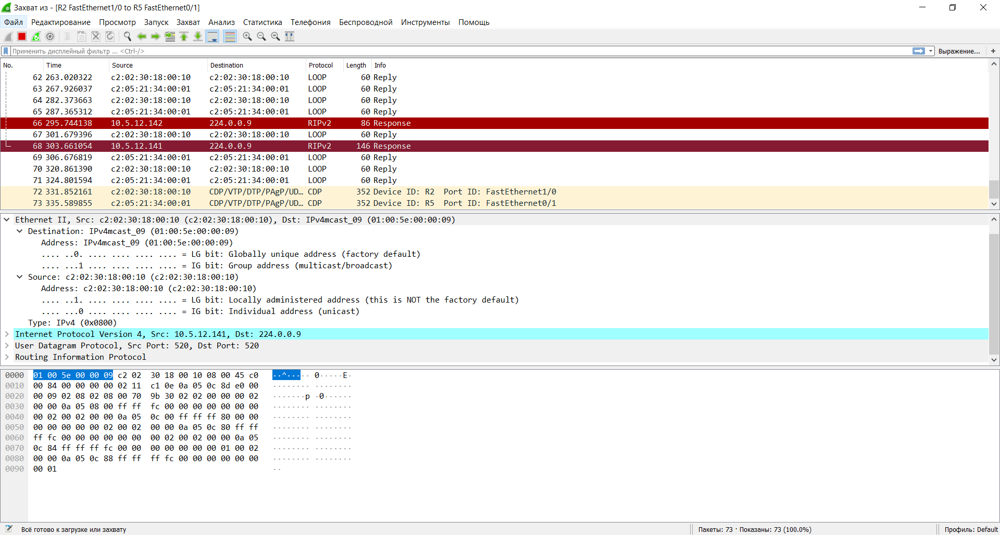 Захват из - [R2 FastEthernet1/0 to R5 FastEthernet0/1]
Файл Редактирование Просмотр Запуск Захват Анализ Статистика Телефония Беспроводной Инструменты Помощь
Применить дисплейный фильтр ... <Ctrl-/> Выражение... +
No. Time Source Destination Protocol Length Info
62 263.020322 c2:02:30:18:00:10 c2:02:30:18:00:10 LOOP 60 Reply
63 267.926037 c2:05:21:34:00:01 c2:05:21:34:00:01 LOOP 60 Reply
64 282.373663 c2:02:30:18:00:10 c2:02:30:18:00:10 LOOP 60 Reply
65 287.365312 c2:05:21:34:00:01 c2:05:21:34:00:01 LOOP 60 Reply
66 295.744138 10.5.12.142 224.0.0.9 RIPv2 86 Response
67 301.679396 c2:02:30:18:00:10 c2:02:30:18:00:10 LOOP 60 Reply
68 303.661054 10.5.12.141 224.0.0.9 RIPv2 146 Response
69 306.676819 c2:05:21:34:00:01 c2:05:21:34:00:01 LOOP 60 Reply
70 320.861390 c2:02:30:18:00:10 c2:02:30:18:00:10 LOOP 60 Reply
71 324.801594 c2:05:21:34:00:01 c2:05:21:34:00:01 LOOP 60 Reply
72 331.852161 c2:02:30:18:00:10 CDP/VTP/DTP/PAgP/UD… CDP 352 Device ID: R2 Port ID: FastEthernet1/0
73 335.589855 c2:05:21:34:00:01 CDP/VTP/DTP/PAgP/UD… CDP 352 Device ID: R5 Port ID: FastEthernet0/1
Ethernet II, Src: c2:02:30:18:00:10 (c2:02:30:18:00:10), Dst: IPv4mcast_09 (01:00:5e:00:00:09)
Destination: IPv4mcast_09 (01:00:5e:00:00:09)
Address: IPv4mcast_09 (01:00:5e:00:00:09)
.... ..0. .... .... .... .... = LG bit: Globally unique address (factory default)
.... ...1 .... .... .... .... = IG bit: Group address (multicast/broadcast)
Source: c2:02:30:18:00:10 (c2:02:30:18:00:10)
Address: c2:02:30:18:00:10 (c2:02:30:18:00:10)
.... ..1. .... .... .... .... = LG bit: Locally administered address (this is NOT the factory default)
.... ...0 .... .... .... .... = IG bit: Individual address (unicast)
Type: IPv4 (0x0800)
Internet Protocol Version 4, Src: 10.5.12.141, Dst: 224.0.0.9
User Datagram Protocol, Src Port: 520, Dst Port: 520
Routing Information Protocol
0000 01 00 5e 00 00 09 c2 02 30 18 00 10 08 00 45 c0 ··^····· 0·····E·
0010 00 84 00 00 00 00 02 11 c1 0e 0a 05 0c 8d e0 00 ········ ········
0020 00 09 02 08 02 08 00 70 9b 30 02 02 00 00 00 02 ·······p ·0······
0030 00 00 0a 05 08 00 ff ff fc 00 00 00 00 00 00 00 ········ ········
0040 00 02 00 02 00 00 0a 05 0c 00 ff ff ff 80 00 00 ········ ········
0050 00 00 00 00 00 02 00 02 00 00 0a 05 0c 80 ff ff ········ ········
0060 ff fc 00 00 00 00 00 00 00 02 00 02 00 00 0a 05 ········ ········
0070 0c 84 ff ff ff fc 00 00 00 00 00 00 00 01 00 02 ········ ········
0080 00 00 0a 05 0c 88 ff ff ff fc 00 00 00 00 00 00 ········ ········
0090 00 01 ··
Всё готово к загрузке или захвату Пакеты: 73 · Показаны: 73 (100.0%) Профиль: Default